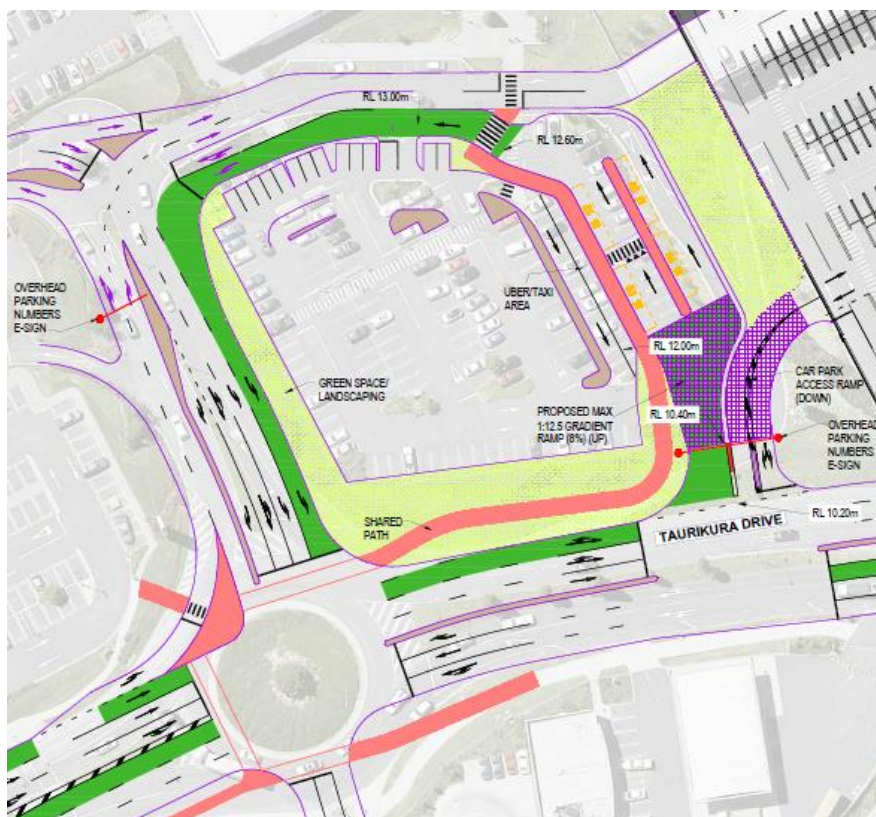 RL 13.00m
RL 12.60m
OVERHEAD
PARKING
NUMBERS
E-SIGN
UBER/TAXI
AREA
RL 12.00m
GREEN SPACE/
LANDSCAPING
CAR PARK
ACCESS RAMP
(DOWN)
PROPOSED MAX
1:12.5 GRADIENT
RAMP (8%) (UP)
RL 10.40m
OVERHEAD
PARKING
NUMBERS
E-SIGN
RL 10.20m
SHARED
PATH
TAURIKURA DRIVE